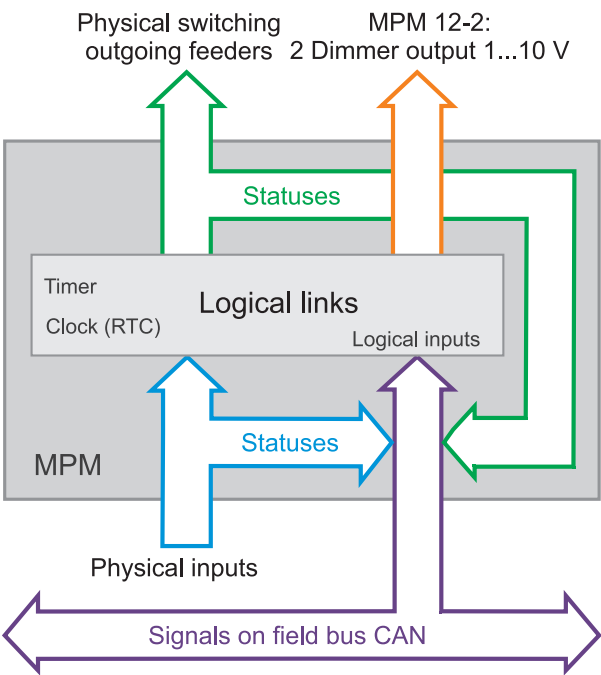 Physical switching
outgoing feeders
MPM 12-2:
2 Dimmer output 1...10 V
Statuses
Timer
Clock (RTC)
Logical links
Logical inputs
Statuses
MPM
Physical inputs
Signals on field bus CAN